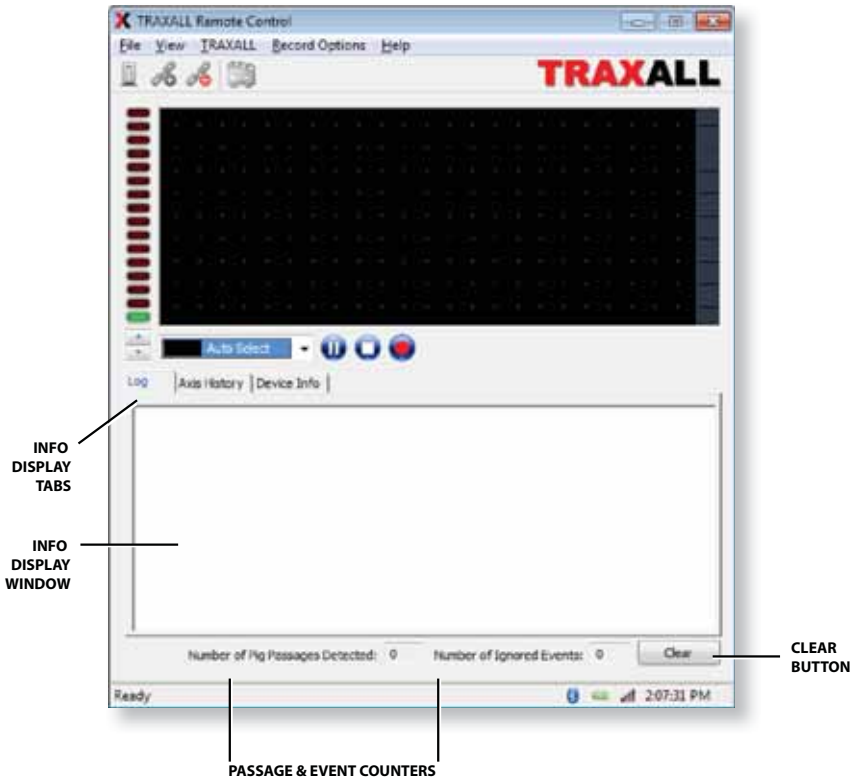 TRAXALL Remote Control
File View TRAXALL Record Options Help
TRAXALL
Auto Select
Log Axis History Device Info
INFO
DISPLAY
TABS
INFO
DISPLAY
WINDOW
Number of Pig Passages Detected: 0 Number of Ignored Events: 0 Clear
CLEAR
BUTTON
Ready 2:07:31 PM
PASSAGE & EVENT COUNTERS